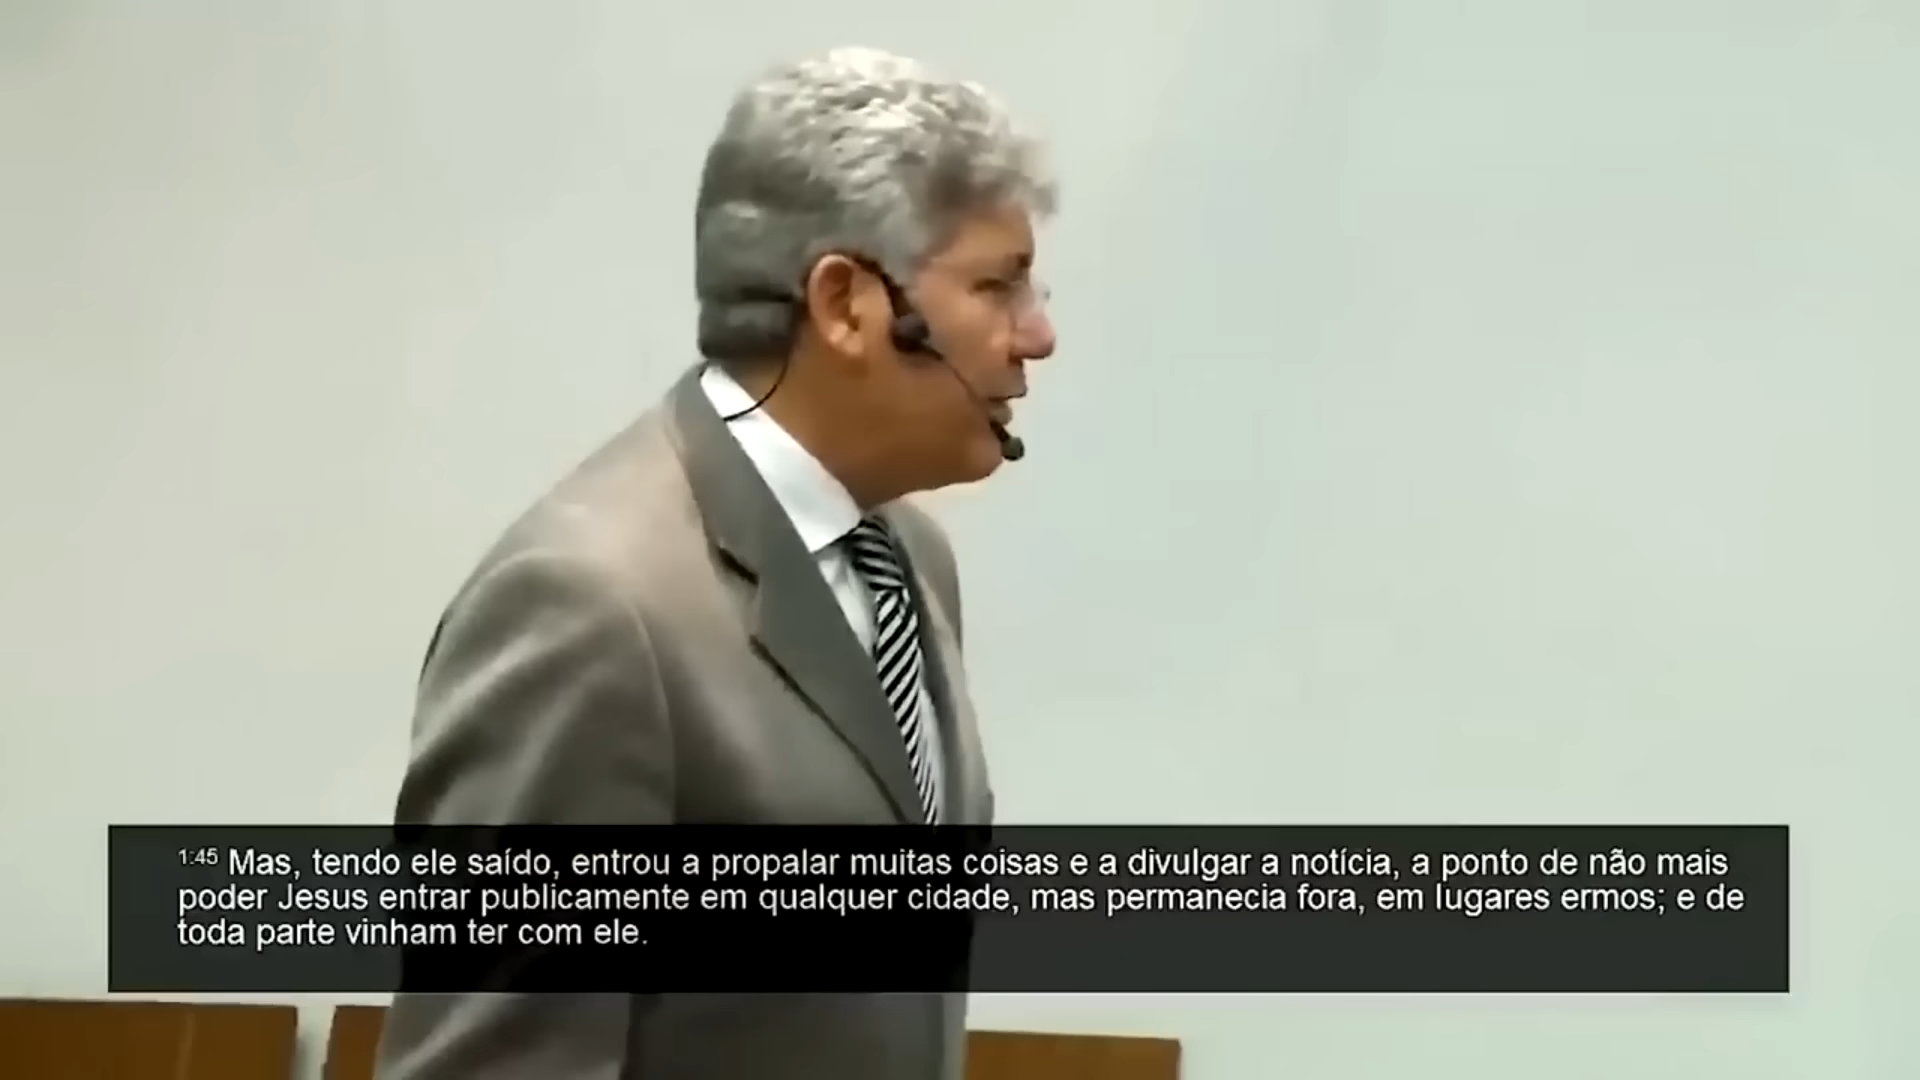 1:45 Mas, tendo ele saído, entrou a propalar muitas coisas e a divulgar a notícia, a ponto de não mais
poder Jesus entrar publicamente em qualquer cidade, mas permanecia fora, em lugares ermos; e de
toda parte vinham ter com ele.